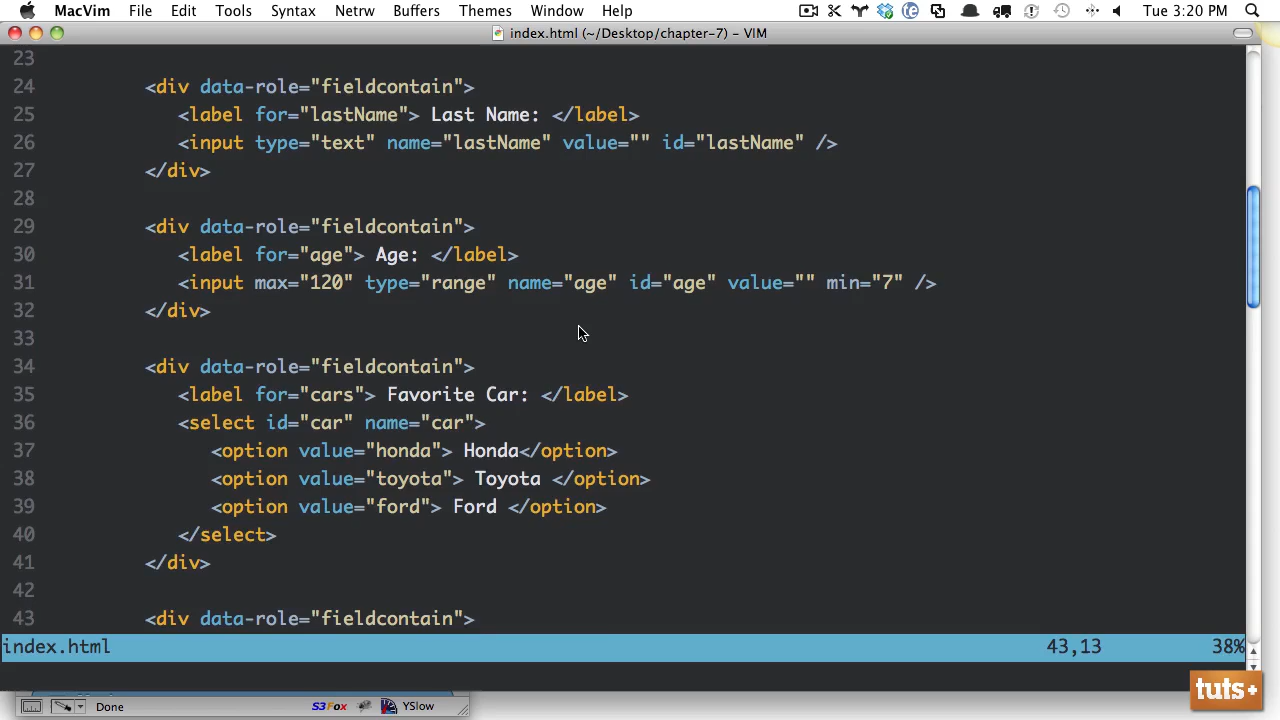 MacVim File Edit Tools Syntax Netrw Buffers Themes Window Help Tue 3:20 PM
index.html (~/Desktop/chapter-7) - VIM
23
24 <div data-role="fieldcontain">
25 <label for="lastName"> Last Name: </label>
26 <input type="text" name="lastName" value="" id="lastName" />
27 </div>
28
29 <div data-role="fieldcontain">
30 <label for="age"> Age: </label>
31 <input max="120" type="range" name="age" id="age" value="" min="7" />
32 </div>
33
34 <div data-role="fieldcontain">
35 <label for="cars"> Favorite Car: </label>
36 <select id="car" name="car">
37 <option value="honda"> Honda</option>
38 <option value="toyota"> Toyota </option>
39 <option value="ford"> Ford </option>
40 </select>
41 </div>
42
43 <div data-role="fieldcontain">
index.html 43,13 38%
tuts+
Done S3Fox YSlow